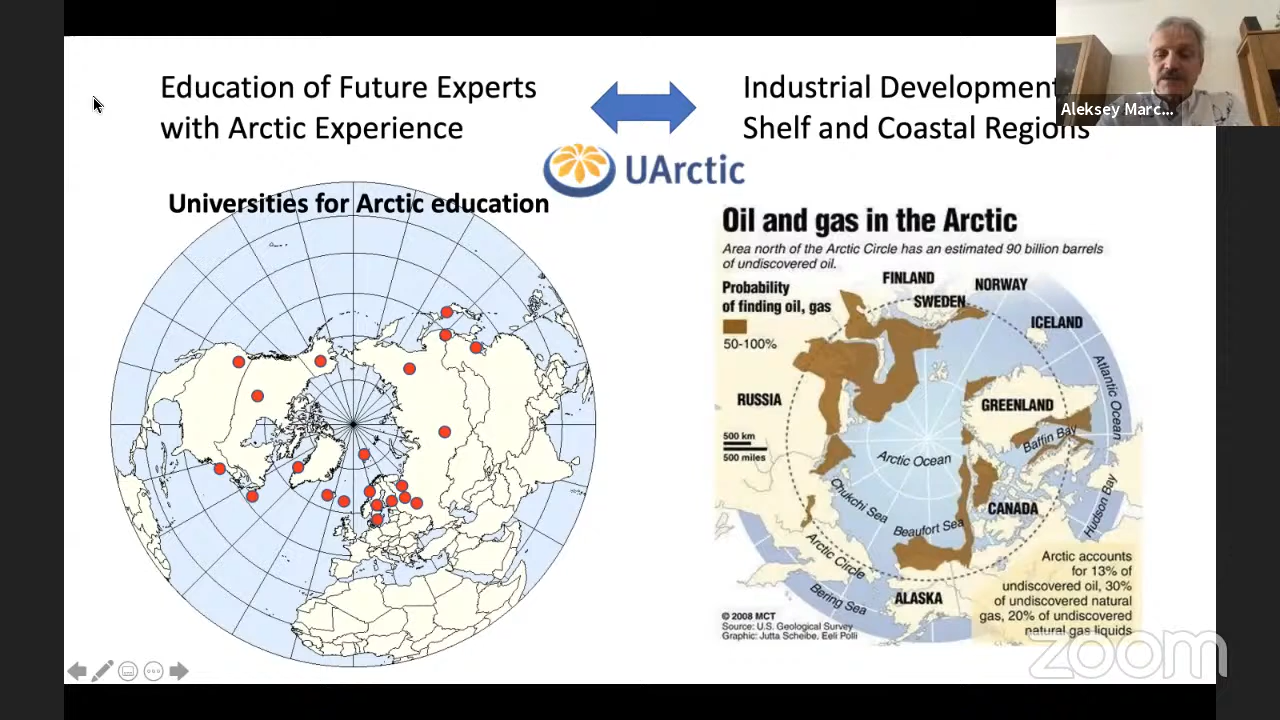 Education of Future Experts
with Arctic Experience
Industrial Development
Shelf and Coastal Regions
Aleksey Marc...
UArctic
Universities for Arctic education
Oil and gas in the Arctic
Area north of the Arctic Circle has an estimated 90 billion barrels
of undiscovered oil.
Probability
of finding oil, gas
50-100%
FINLAND
SWEDEN
NORWAY
ICELAND
Atlantic Ocean
RUSSIA
GREENLAND
500 km
500 miles
Baffin Bay
Arctic Ocean
Chukchi Sea
Beaufort Sea
CANADA
Hudson Bay
Arctic Circle
Bering Sea
ALASKA
Arctic accounts
for 13% of
undiscovered oil, 30%
of undiscovered natural
gas, 20% of undiscovered
natural gas liquids
© 2008 MCT
Source: U.S. Geological Survey
Graphic: Jutta Scheibe, Eeli Polli
zoom